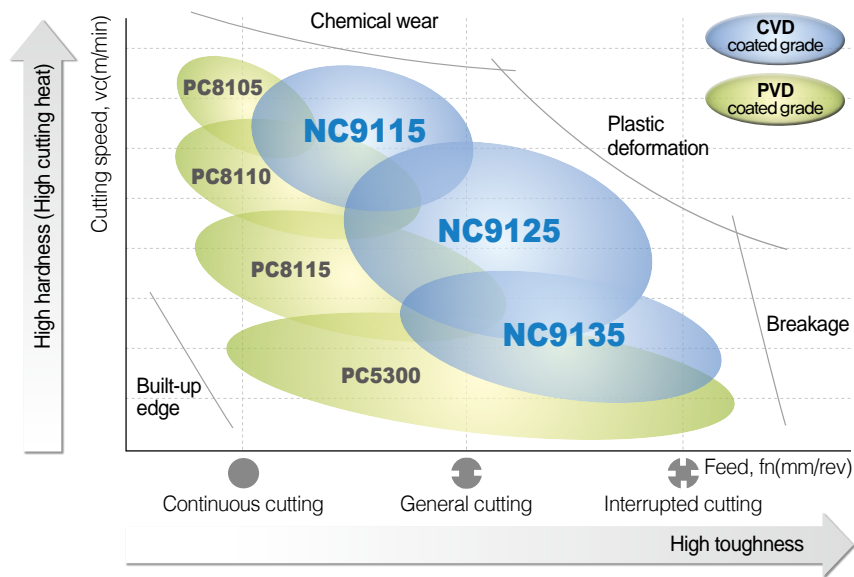 Chemical wear
CVD
coated grade
PVD
coated grade
High hardness (High cutting heat)
Cutting speed, vc(m/min)
PC8105
NC9115
Plastic
deformation
PC8110
NC9125
PC8115
NC9135
Breakage
PC5300
Built-up
edge
Feed, fn(mm/rev)
Continuous cutting
General cutting
Interrupted cutting
High toughness